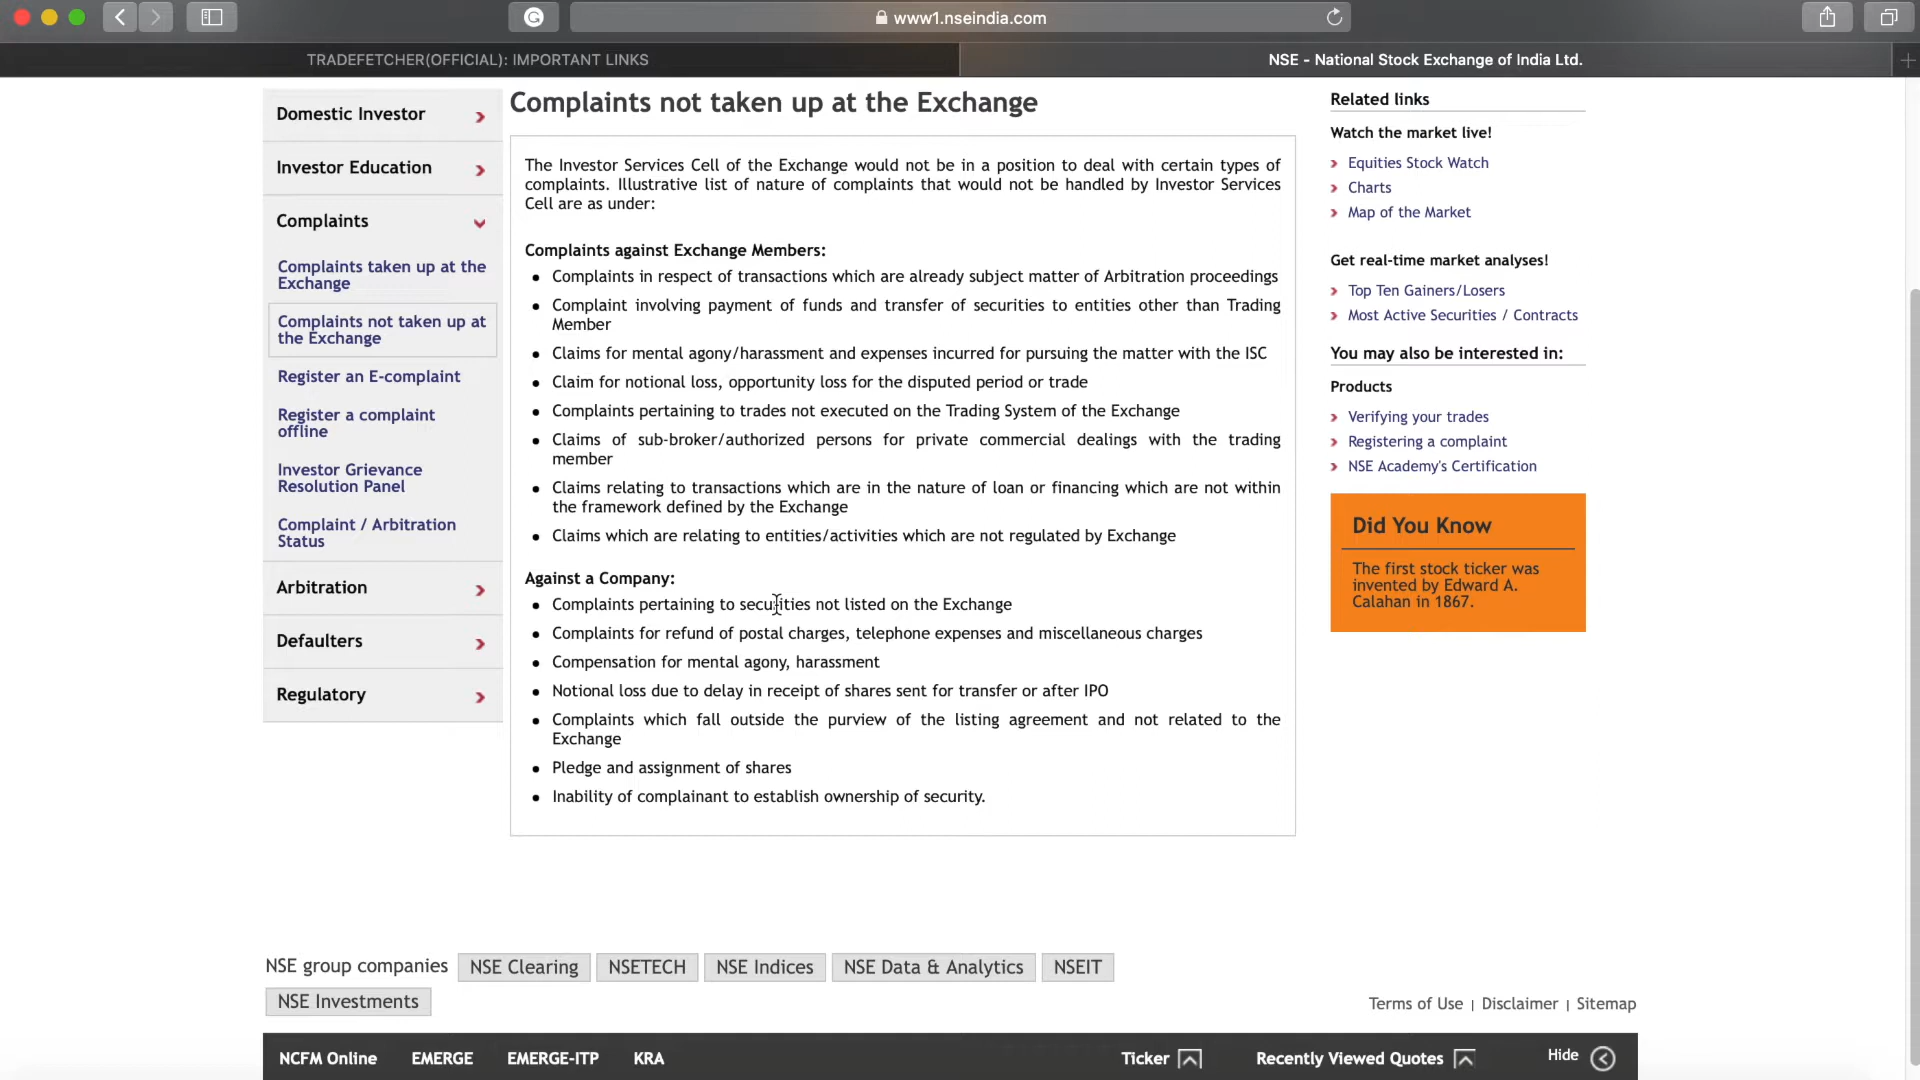 www1.nseindia.com
TRADEFETCHER(OFFICIAL): IMPORTANT LINKS
NSE - National Stock Exchange of India Ltd.
Domestic Investor
Investor Education
Complaints
Complaints taken up at the
Exchange
Complaints not taken up at
the Exchange
Register an E-complaint
Register a complaint
offline
Investor Grievance
Resolution Panel
Complaint / Arbitration
Status
Arbitration
Defaulters
Regulatory
Complaints not taken up at the Exchange
The Investor Services Cell of the Exchange would not be in a position to deal with certain types of
complaints. Illustrative list of nature of complaints that would not be handled by Investor Services
Cell are as under:
Complaints against Exchange Members:
Complaints in respect of transactions which are already subject matter of Arbitration proceedings
Complaint involving payment of funds and transfer of securities to entities other than Trading
Member
Claims for mental agony/harassment and expenses incurred for pursuing the matter with the ISC
Claim for notional loss, opportunity loss for the disputed period or trade
Complaints pertaining to trades not executed on the Trading System of the Exchange
Claims of sub-broker/authorized persons for private commercial dealings with the trading
member
Claims relating to transactions which are in the nature of loan or financing which are not within
the framework defined by the Exchange
Claims which are relating to entities/activities which are not regulated by Exchange
Against a Company:
Complaints pertaining to securities not listed on the Exchange
Complaints for refund of postal charges, telephone expenses and miscellaneous charges
Compensation for mental agony, harassment
Notional loss due to delay in receipt of shares sent for transfer or after IPO
Complaints which fall outside the purview of the listing agreement and not related to the
Exchange
Pledge and assignment of shares
Inability of complainant to establish ownership of security.
Related links
Watch the market live!
Equities Stock Watch
Charts
Map of the Market
Get real-time market analyses!
Top Ten Gainers/Losers
Most Active Securities / Contracts
You may also be interested in:
Products
Verifying your trades
Registering a complaint
NSE Academy's Certification
Did You Know
The first stock ticker was
invented by Edward A.
Calahan in 1867.
NSE group companies NSE Clearing NSETECH NSE Indices NSE Data & Analytics NSEIT
NSE Investments
Terms of Use | Disclaimer | Sitemap
NCFM Online EMERGE EMERGE-ITP KRA Ticker Recently Viewed Quotes Hide